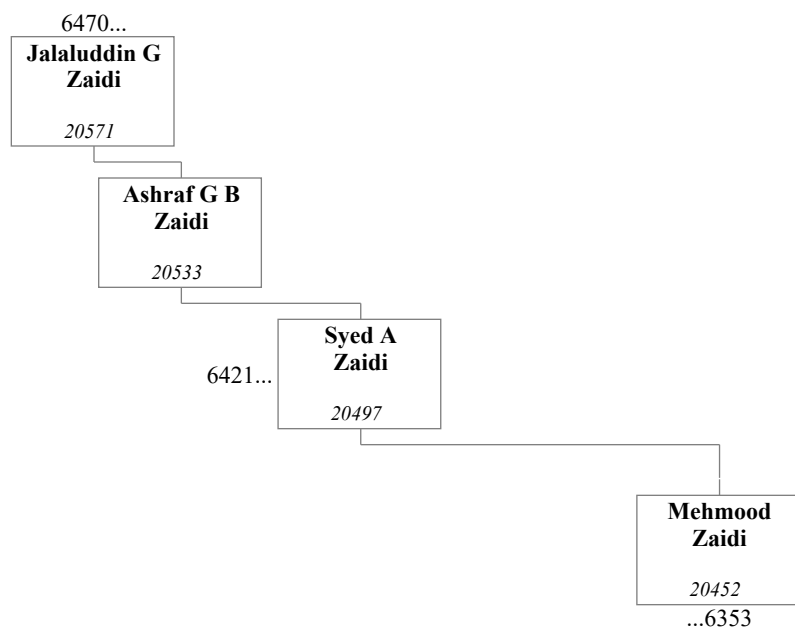 6470...
Jalaluddin G
Zaidi
20571
Ashraf G B
Zaidi
20533
Syed A
Zaidi
6421...
20497
Mehmood
Zaidi
20452
...6353